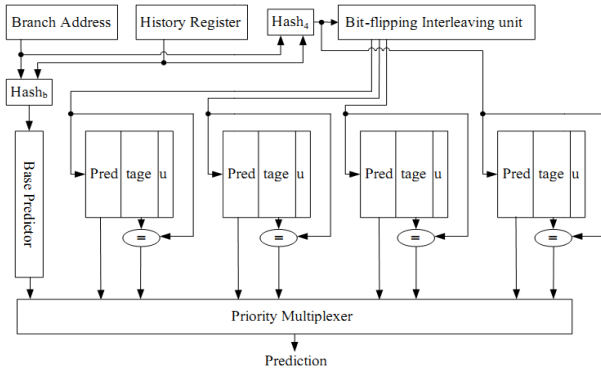 Branch Address
History Register
Hash4
Bit-flipping Interleaving unit
Hashb
Base Predictor
Pred tage u
Pred tage u
Pred tage u
Pred tage u
=
=
=
=
Priority Multiplexer
Prediction